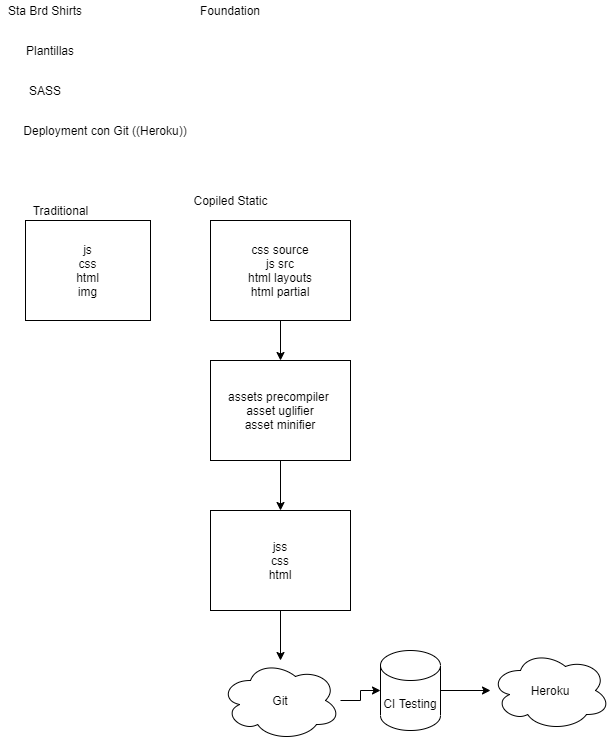 Sta Brd Shirts
Foundation
Plantillas
SASS
Deployment con Git ((Heroku))
Traditional
js
css
html
img
Copiled Static
css source
js src
html layouts
html partial
assets precompiler
asset uglifier
asset minifier
jss
css
html
Git
CI Testing
Heroku